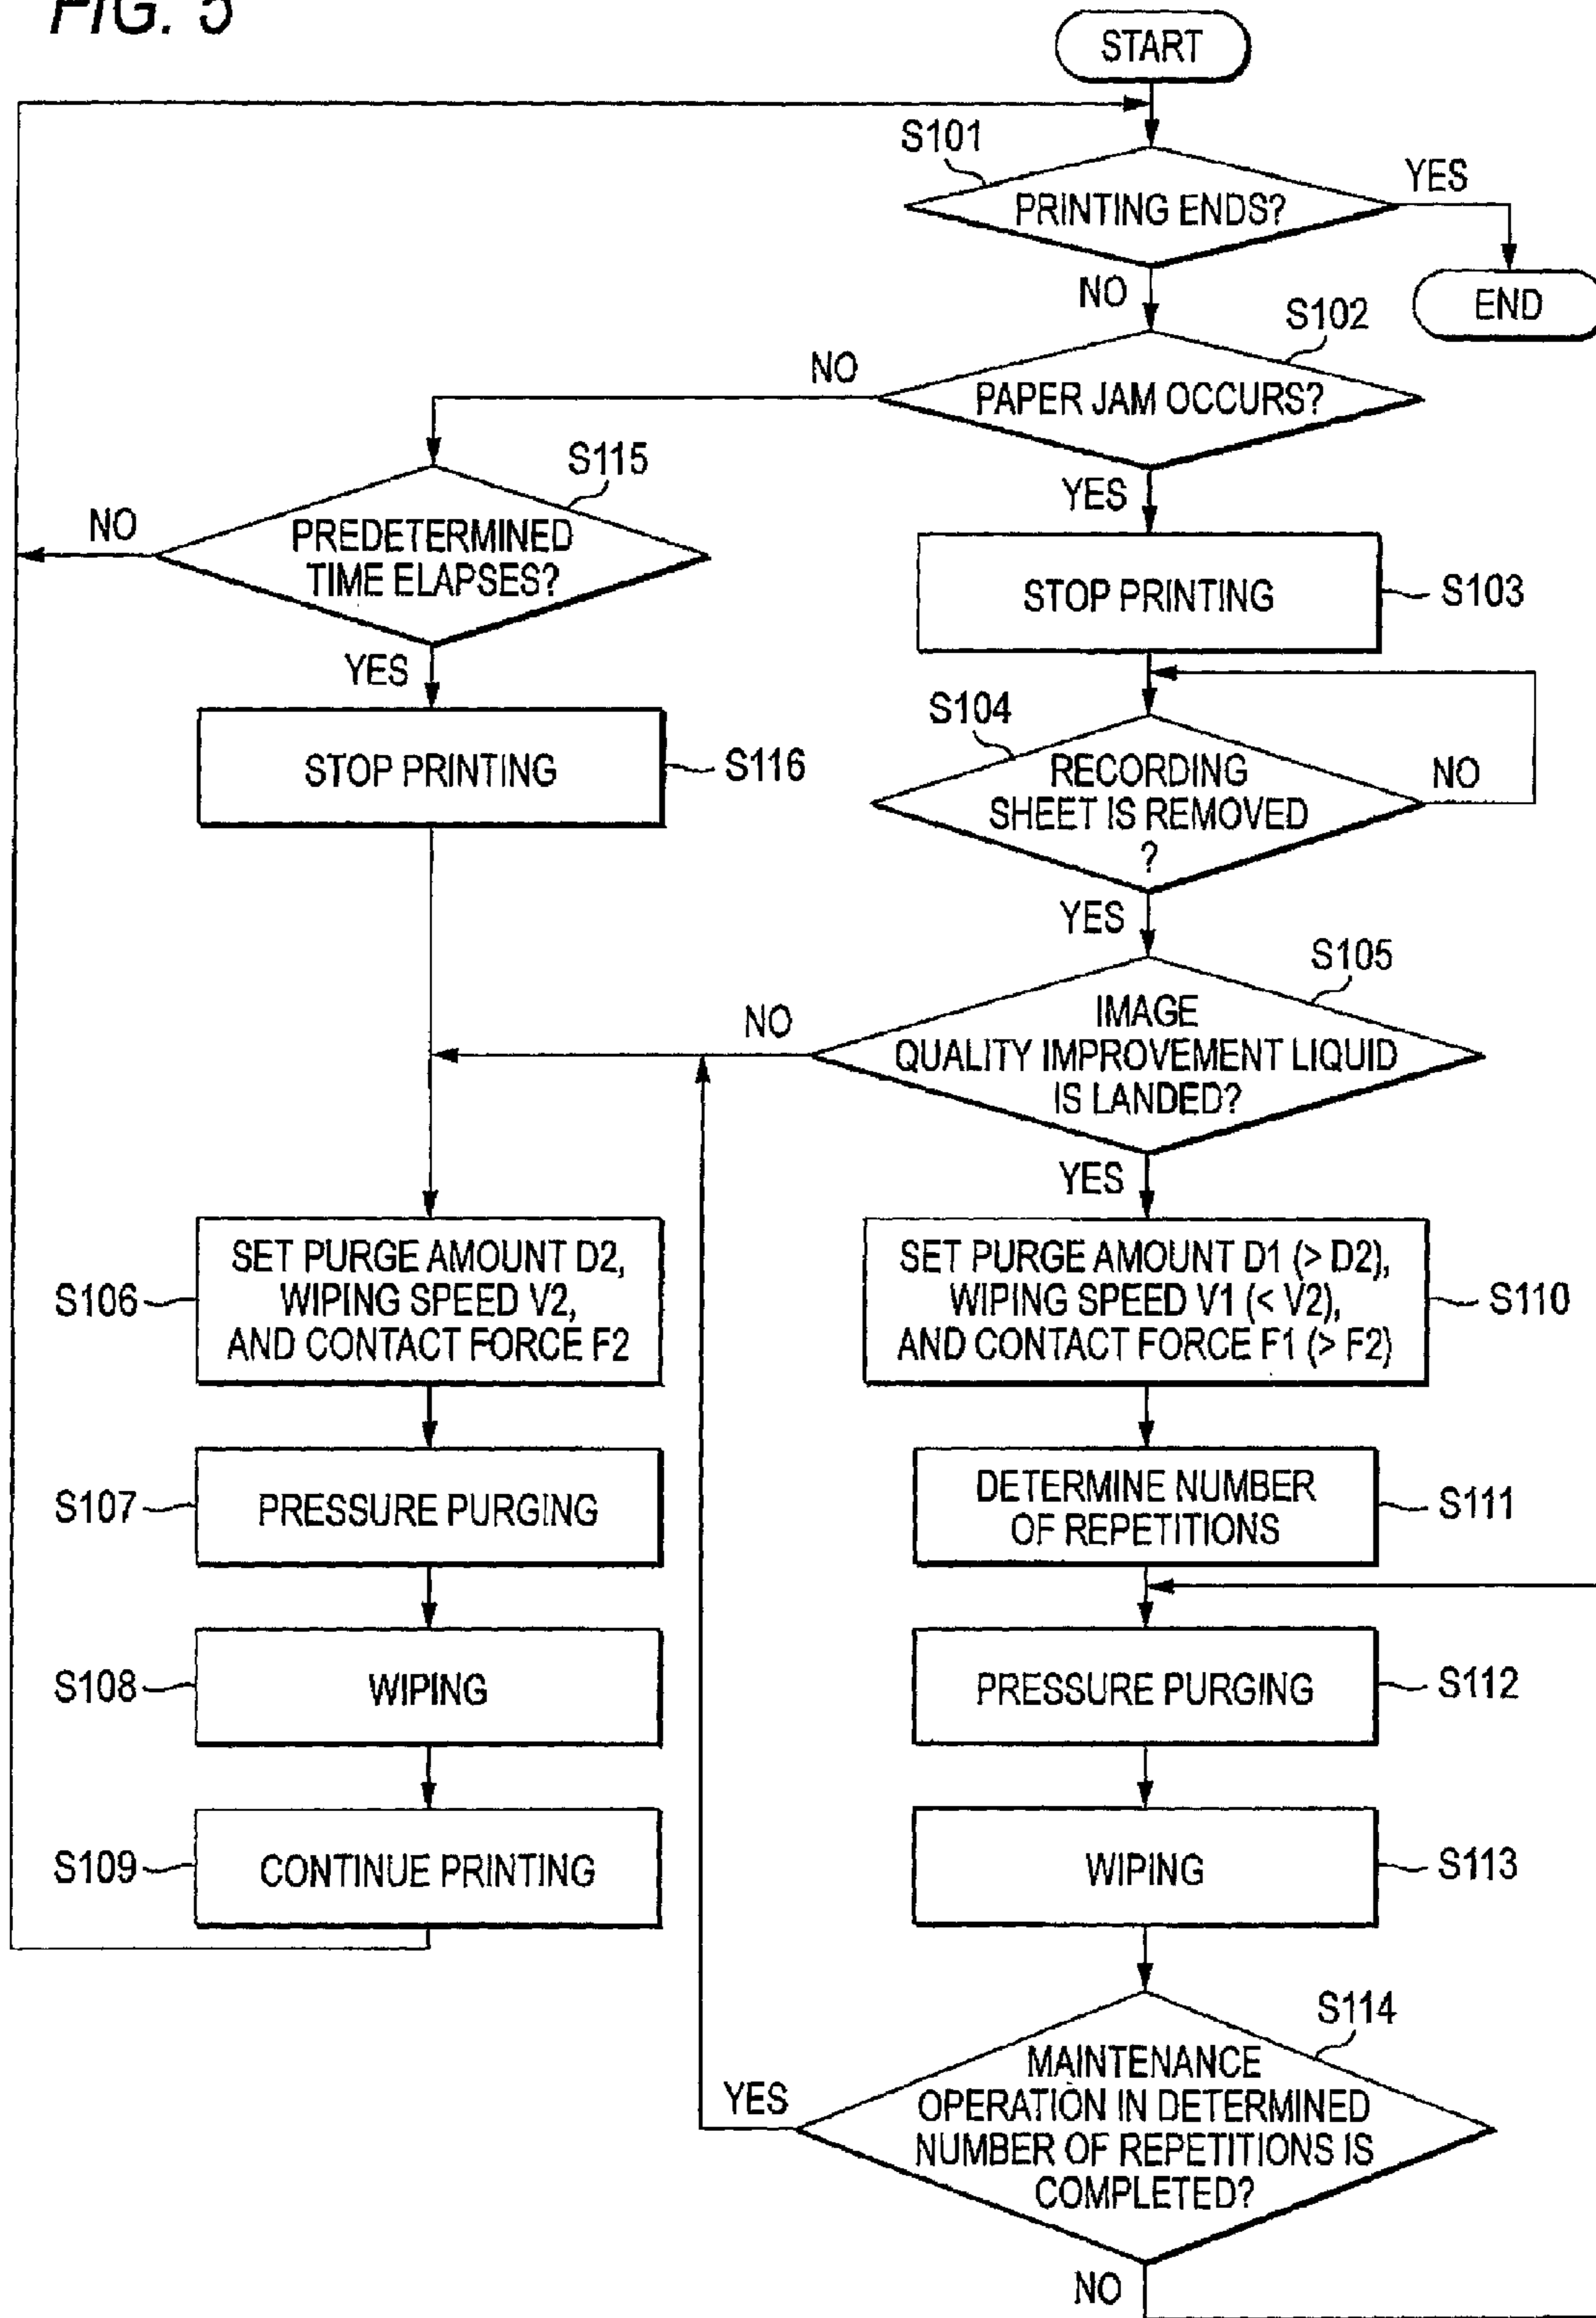 FIG. 5
START
S101
PRINTING ENDS?
YES
END
NO
S102
PAPER JAM OCCURS?
NO
YES
S115
PREDETERMINED
TIME ELAPSES?
NO
YES
STOP PRINTING
S103
S104
RECORDING
SHEET IS REMOVED
?
NO
YES
STOP PRINTING
S116
S105
IMAGE
QUALITY IMPROVEMENT LIQUID
IS LANDED?
NO
YES
S106
SET PURGE AMOUNT D2,
WIPING SPEED V2,
AND CONTACT FORCE F2
SET PURGE AMOUNT D1 (> D2),
WIPING SPEED V1 (< V2),
AND CONTACT FORCE F1 (> F2)
S110
S107
PRESSURE PURGING
DETERMINE NUMBER
OF REPETITIONS
S111
S108
WIPING
PRESSURE PURGING
S112
S109
CONTINUE PRINTING
WIPING
S113
S114
MAINTENANCE
OPERATION IN DETERMINED
NUMBER OF REPETITIONS IS
COMPLETED?
YES
NO